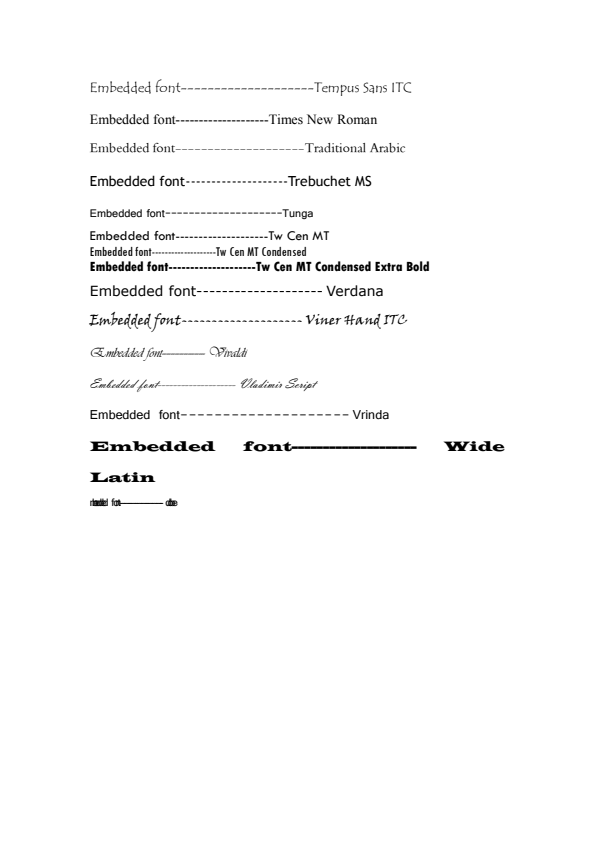 Embedded font--------------------Tempus Sans ITC
Embedded font--------------------Times New Roman
Embedded font--------------------Traditional Arabic
Embedded font--------------------Trebuchet MS
Embedded font--------------------Tunga
Embedded font--------------------Tw Cen MT
Embedded font--------------------Tw Cen MT Condensed
Embedded font--------------------Tw Cen MT Condensed Extra Bold
Embedded font-------------------- Verdana
Embedded font-------------------- Viner Hand ITC
Embedded font-------------------- Vivaldi
Embedded font-------------------- Vladimir Script
Embedded font-------------------- Vrinda
Embedded font-------------------- Wide
Latin
font--------------------